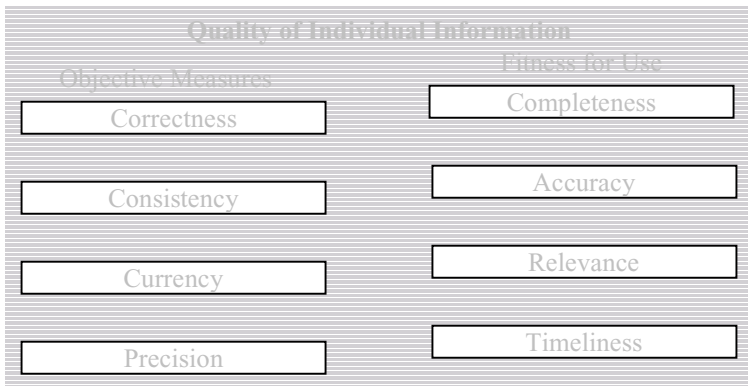 Quality of Individual Information
Objective Measures
Correctness
Consistency
Currency
Precision
Fitness for Use
Completeness
Accuracy
Relevance
Timeliness